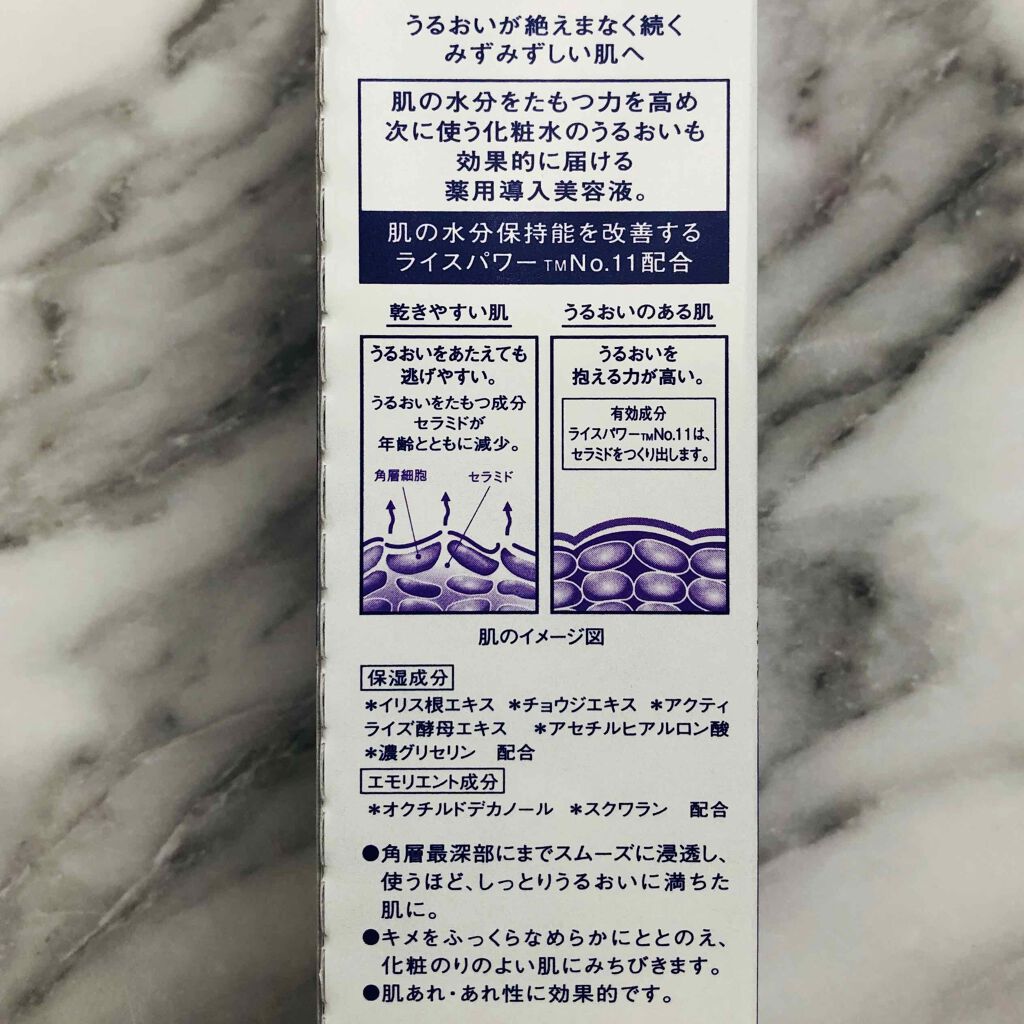 うるおいが絶えまなく続く
みずみずしい肌へ
肌の水分をたもつ力を高め
次に使う化粧水のうるおいも
効果的に届ける
薬用導入美容液。
肌の水分保持能を改善する
ライスパワーTMNo.11配合
乾きやすい肌
うるおいをあたえても
逃げやすい。
うるおいをたもつ成分
セラミドが
年齢とともに減少。
角層細胞 セラミド
うるおいのある肌
うるおいを
抱える力が高い。
有効成分
ライスパワーTMNo.11は、
セラミドをつくり出します。
肌のイメージ図
保湿成分
*イリス根エキス *チョウジエキス *アクティ
ライズ酵母エキス *アセチルヒアルロン酸
*濃グリセリン 配合
エモリエント成分
*オクチルドデカノール *スクワラン 配合
●角層最深部にまでスムーズに浸透し、
使うほど、しっとりうるおいに満ちた
肌に。
●キメをふっくらなめらかにととのえ、
化粧のりのよい肌にみちびきます。
●肌あれ・あれ性に効果的です。